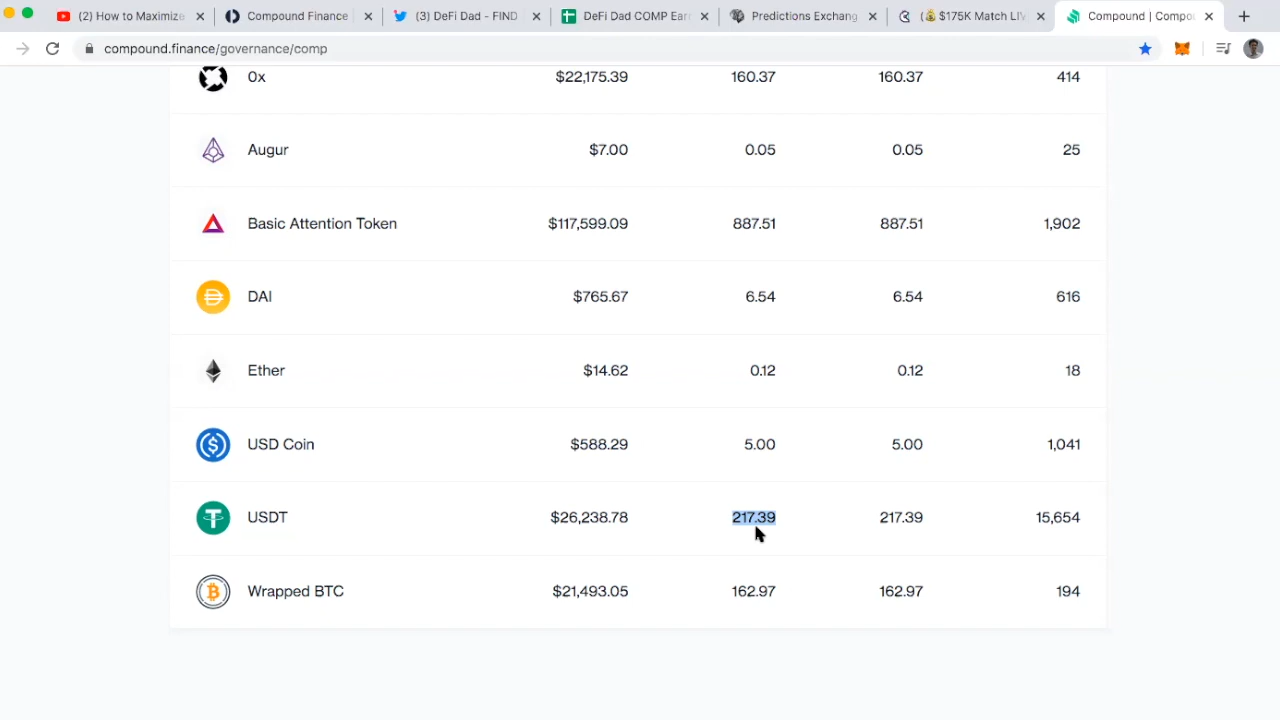 (2) How to Maximize
Compound Finance
(3) DeFi Dad - FIND
DeFi Dad COMP Earn
Predictions Exchang
($175K Match LIV
Compound | Compo
compound.finance/governance/comp
0x $22,175.39 160.37 160.37 414
Augur $7.00 0.05 0.05 25
Basic Attention Token $117,599.09 887.51 887.51 1,902
DAI $765.67 6.54 6.54 616
Ether $14.62 0.12 0.12 18
USD Coin $588.29 5.00 5.00 1,041
USDT $26,238.78 217.39 217.39 15,654
Wrapped BTC $21,493.05 162.97 162.97 194